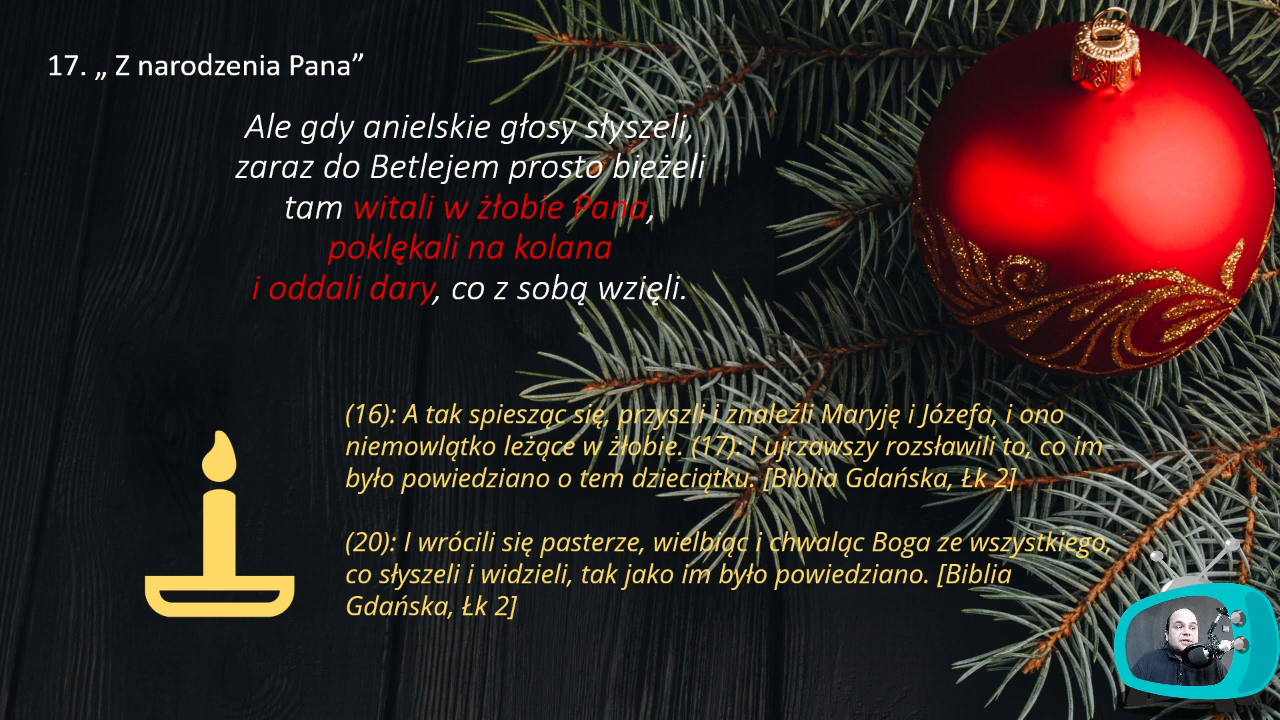 17. „ Z narodzenia Pana”
Ale gdy anielskie głosy słyszeli,
zaraz do Betlejem prosto bieżeli
tam witali w żłobie Pana,
poklękali na kolana
i oddali dary, co z sobą wzięli.
(16): A tak spiesząc się, przyszli i znaleźli Maryję i Józefa, i ono
niemowlątko leżące w żłobie. (17): I ujrzawszy rozsławili to, co im
było powiedziano o tem dzieciątku. [Biblia Gdańska, Łk 2]
(20): I wrócili się pasterze, wielbiąc i chwaląc Boga ze wszystkiego,
co słyszeli i widzieli, tak jako im było powiedziano. [Biblia
Gdańska, Łk 2]